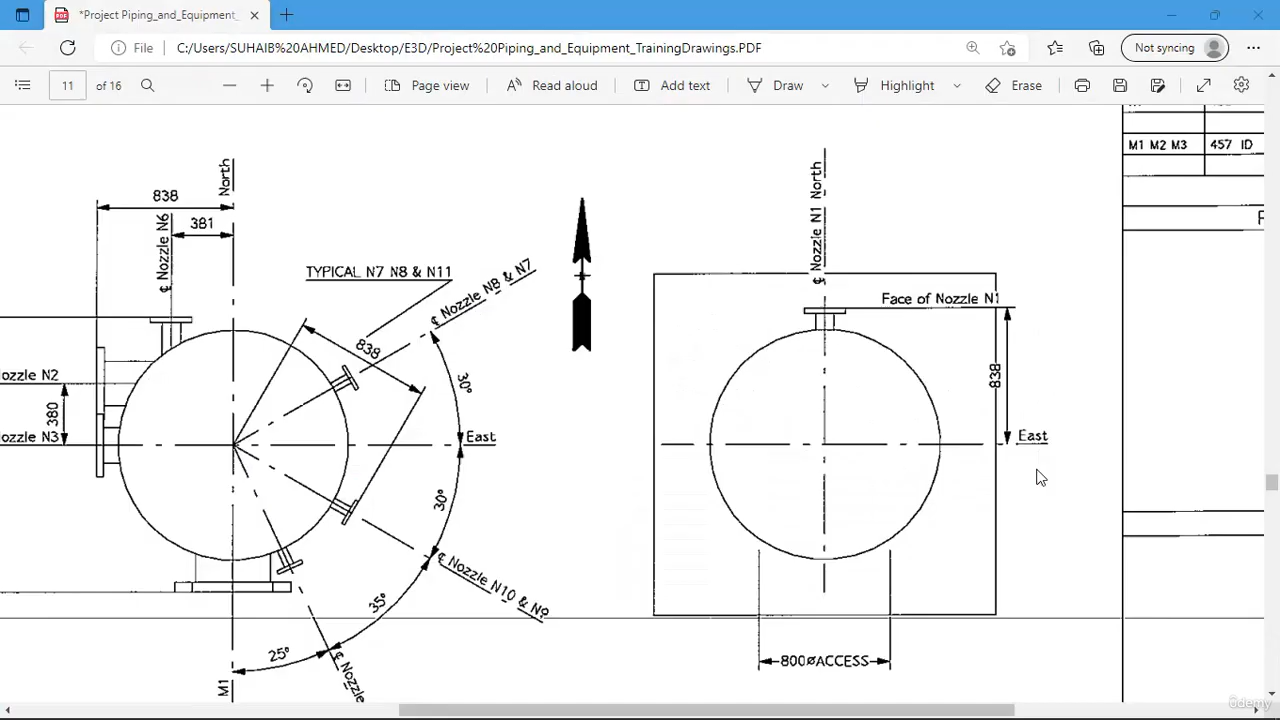 *Project Piping_and_Equipment_
File
C:/Users/SUHAIB%20AHMED/Desktop/E3D/Project%20Piping_and_Equipment_TrainingDrawings.PDF
Not syncing
11
of 16
Page view
Read aloud
Add text
Draw
Highlight
Erase
M1 M2 M3
457 ID
838
North
381
℄ Nozzle N6
TYPICAL N7 N8 & N11
℄ Nozzle N8 & N7
838
30°
ozzle N2
380
ozzle N3
East
30°
℄ Nozzle N10 & N9
35°
25°
℄ Nozzle
M1
℄ Nozzle N1 North
Face of Nozzle N1
838
East
800øACCESS
ûdemy